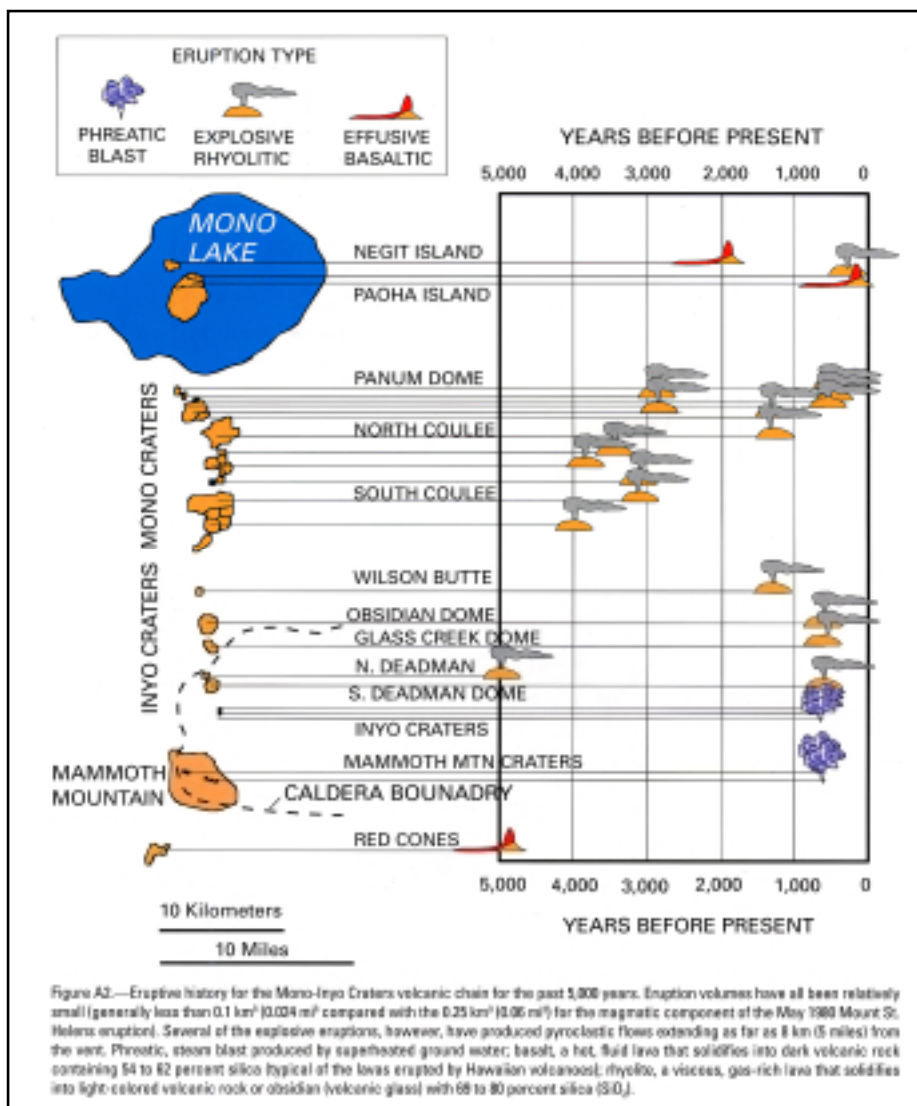 ERUPTION TYPE
PHREATIC BLAST
EXPLOSIVE RHYOLITIC
EFFUSIVE BASALTIC
YEARS BEFORE PRESENT
5,000 4,000 3,000 2,000 1,000 0
MONO LAKE
NEGIT ISLAND
PAOHA ISLAND
MONO CRATERS
PANUM DOME
NORTH COULEE
SOUTH COULEE
INYO CRATERS
WILSON BUTTE
OBSIDIAN DOME
GLASS CREEK DOME
N. DEADMAN
S. DEADMAN DOME
INYO CRATERS
MAMMOTH MTN CRATERS
MAMMOTH MOUNTAIN
CALDERA BOUNADRY
RED CONES
5,000 4,000 3,000 2,000 1,000 0
YEARS BEFORE PRESENT
10 Kilometers
10 Miles
Figure A2.—Eruptive history for the Mono-Inyo Craters volcanic chain for the past 5,000 years. Eruption volumes have all been relatively
small (generally less than 0.1 km³ (0.024 mi³ compared with the 0.25 km³ (0.06 mi³) for the magmatic component of the May 1980 Mount St.
Helens eruption). Several of the explosive eruptions, however, have produced pyroclastic flows extending as far as 8 km (5 miles) from
the vent. Phreatic, steam blast produced by superheated ground water; basalt, a hot, fluid lava that solidifies into dark volcanic rock
containing 54 to 62 percent silica (typical of the lavas erupted by Hawaiian volcanoes); rhyolite, a viscous, gas-rich lava that solidifies
into light-colored volcanic rock or obsidian (volcanic glass) with 69 to 80 percent silica (SiO₂).